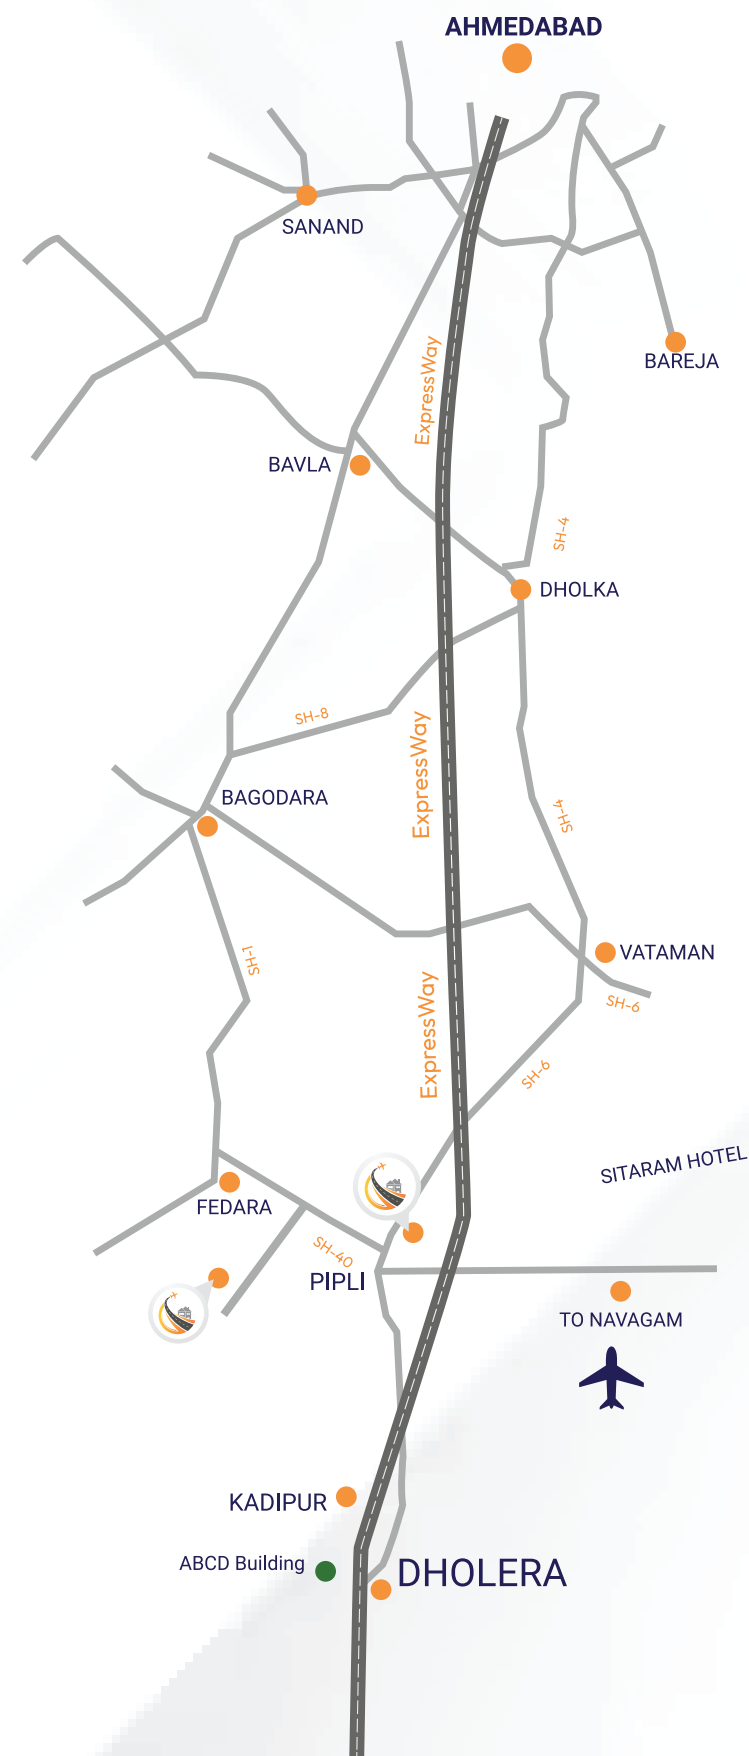 AHMEDABAD
SANAND
ExpressWay
BAREJA
BAVLA
SH-4
DHOLKA
SH-8
ExpressWay
BAGODARA
SH-4
VATAMAN
SH-1
ExpressWay
SH-6
SH-6
SITARAM HOTEL
FEDARA
SH-40
PIPLI
TO NAVAGAM
KADIPUR
ABCD Building
DHOLERA